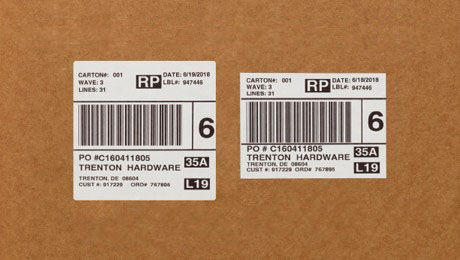 CARTON#: 001
WAVE: 3
LINES: 31
RP
DATE: 6/19/2018
LBL#: 947446
6
PO #C160411805
TRENTON HARDWARE
35A
TRENTON, DE 08604
CUST #: 917229 ORD# 767895
L19
CARTON#: 001
WAVE: 3
LINES: 31
RP
DATE: 6/18/2018
LBL#: 947446
6
PO #C160411805
TRENTON HARDWARE
35A
TRENTON, DE 08604
CUST #: 917229 ORD# 767895
L19